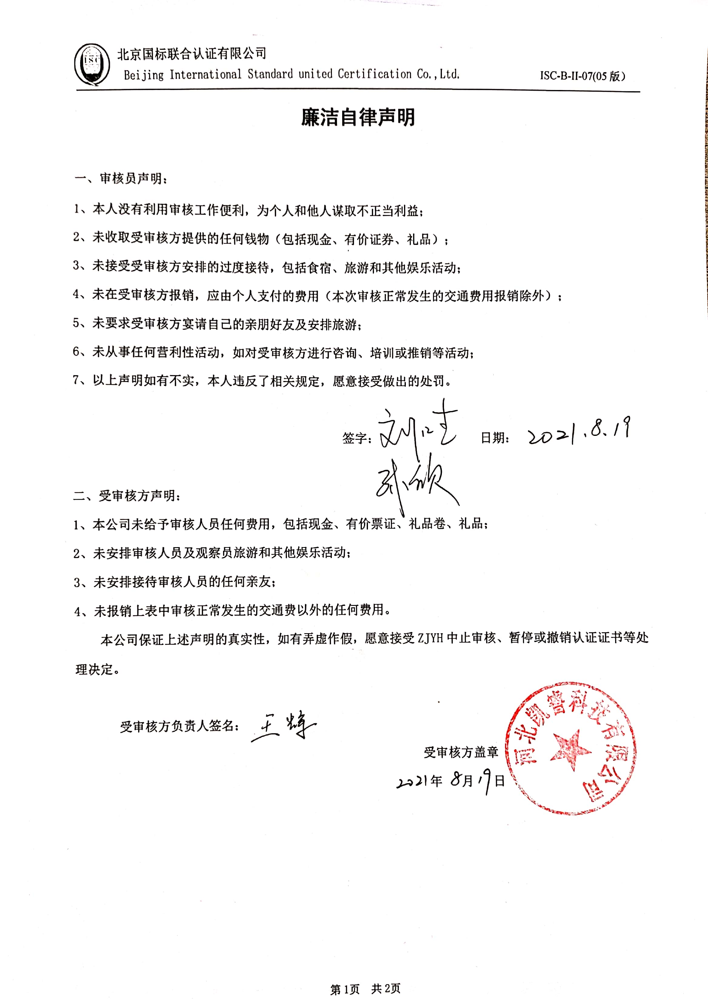 ISC
北京国标联合认证有限公司
Beijing International Standard united Certification Co.,Ltd.
ISC-B-II-07(05 版)
廉洁自律声明
一、审核员声明:
1、本人没有利用审核工作便利，为个人和他人谋取不正当利益;
2、未收取受审核方提供的任何钱物（包括现金、有价证券、礼品）;
3、未接受受审核方安排的过度接待，包括食宿、旅游和其他娱乐活动;
4、未在受审核方报销，应由个人支付的费用（本次审核正常发生的交通费用报销除外）;
5、未要求受审核方宴请自己的亲朋好友及安排旅游;
6、未从事任何营利性活动，如对受审核方进行咨询、培训或推销等活动;
7、以上声明如有不实，本人违反了相关规定，愿意接受做出的处罚。
签字: 刘 日期: 2021.8.19
二、受审核方声明:
1、本公司未给予审核人员任何费用，包括现金、有价票证、礼品卷、礼品;
2、未安排审核人员及观察员旅游和其他娱乐活动;
3、未安排接待审核人员的任何亲友;
4、未报销上表中审核正常发生的交通费以外的任何费用。
本公司保证上述声明的真实性，如有弄虚作假，愿意接受 ZJYH 中止审核、暂停或撤销认证证书等处
理决定。
受审核方负责人签名: 王辉
受审核方盖章
2021年 8月19日
河北凯普科技有限公司
第 1页 共 2页